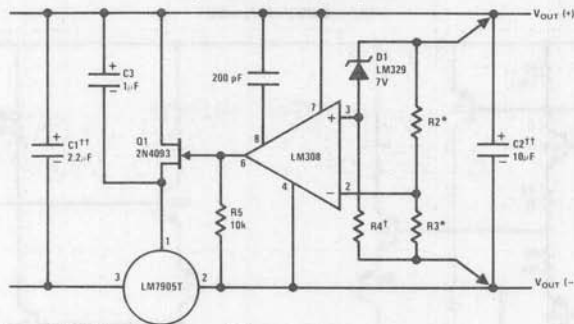 VOUT (+)
+
C3
1µF
−
200 pF
D1
LM329
7V
R2*
Q1
2N4093
+
C1††
2.2µF
−
8
7
3
+
6
LM308
4
−
2
+
C2††
10µF
−
R5
10k
R4†
R3*
1
3
LM7905T
2
VOUT (−)